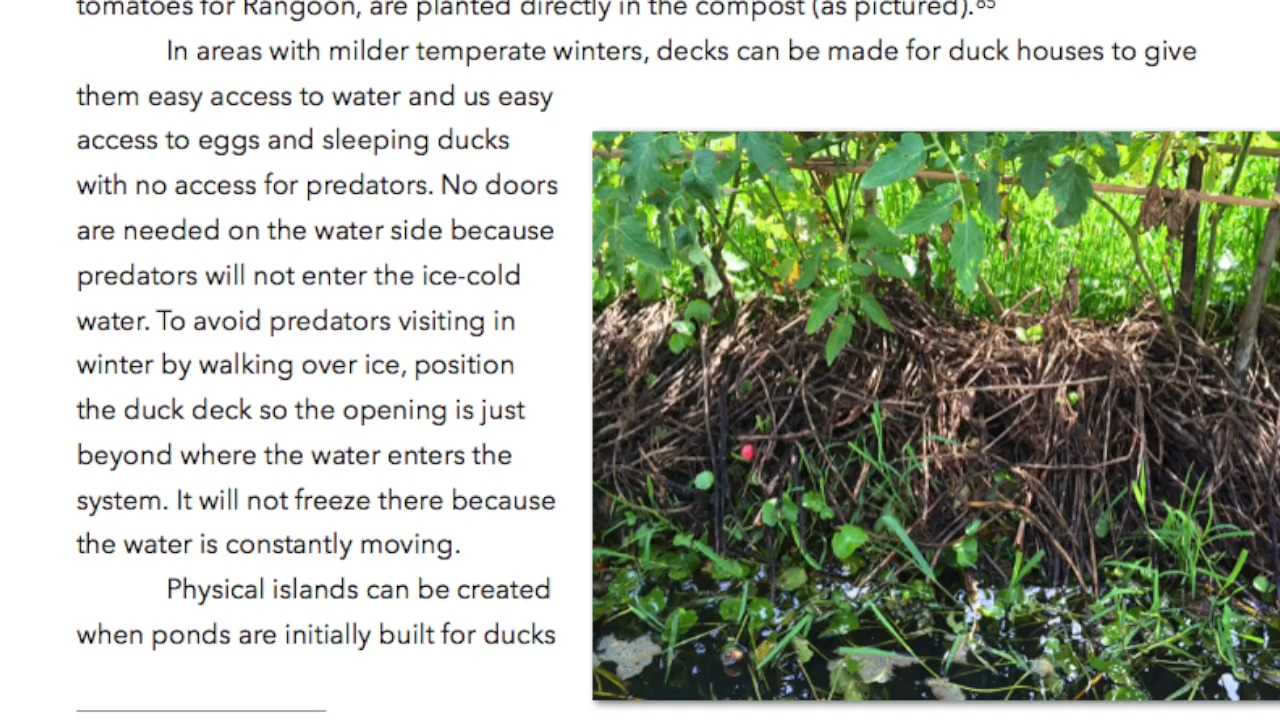 tomatoes for Rangoon, are planted directly in the compost (as pictured).⁸⁵
In areas with milder temperate winters, decks can be made for duck houses to give
them easy access to water and us easy
access to eggs and sleeping ducks
with no access for predators. No doors
are needed on the water side because
predators will not enter the ice-cold
water. To avoid predators visiting in
winter by walking over ice, position
the duck deck so the opening is just
beyond where the water enters the
system. It will not freeze there because
the water is constantly moving.
Physical islands can be created
when ponds are initially built for ducks